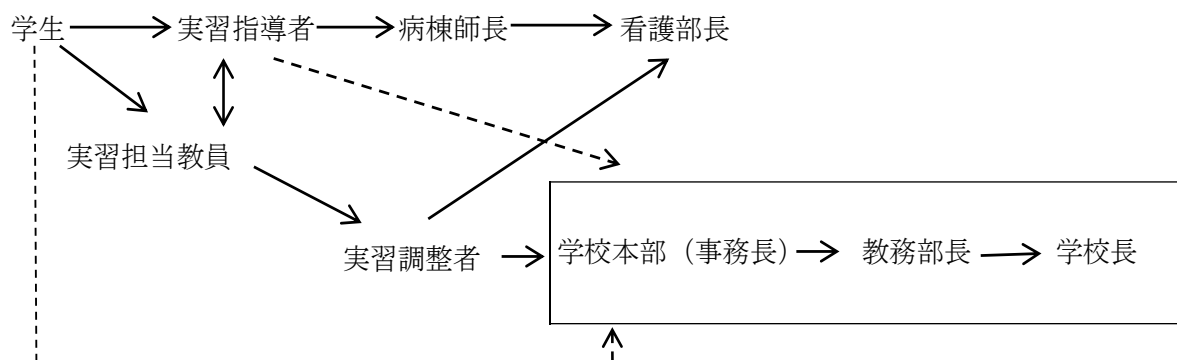 学生 実習指導者 病棟師長 看護部長
実習担当教員
実習調整者 学校本部（事務長） 教務部長 学校長